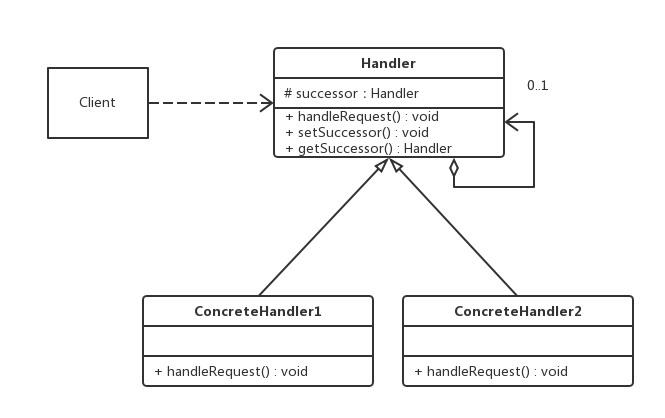 Handler
# successor : Handler
0..1
Client
+ handleRequest() : void
+ setSuccessor() : void
+ getSuccessor() : Handler
ConcreteHandler1
+ handleRequest() : void
ConcreteHandler2
+ handleRequest() : void